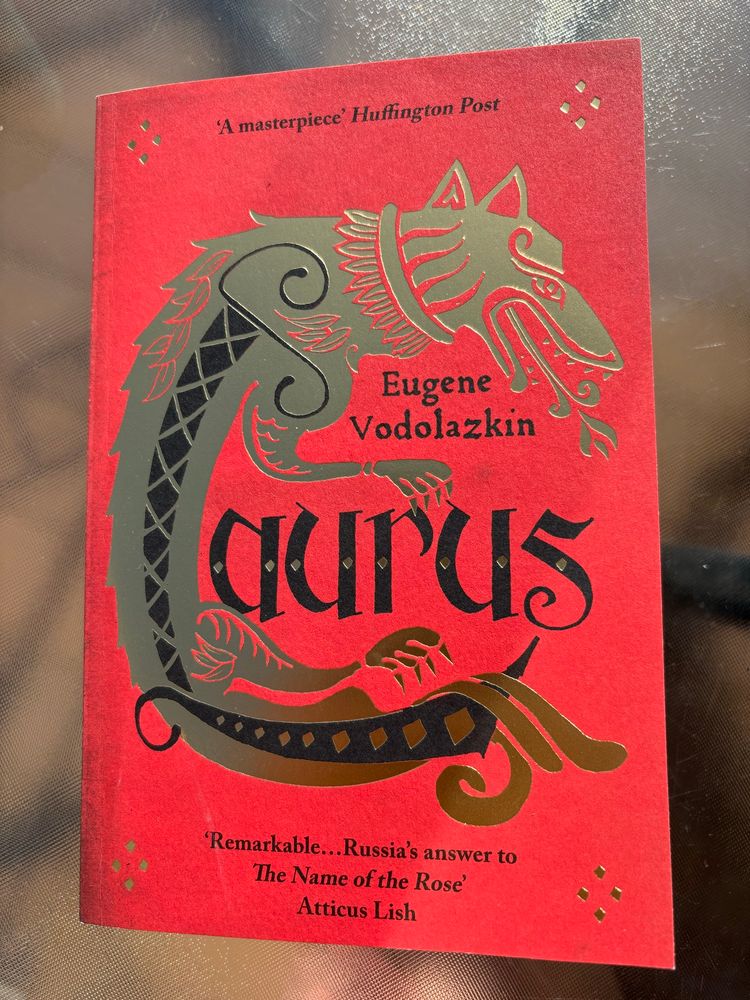 ‘A masterpiece’ Huffington Post
Eugene
Vodolazkin
Laurus
‘Remarkable…Russia’s answer to
The Name of the Rose’
Atticus Lish